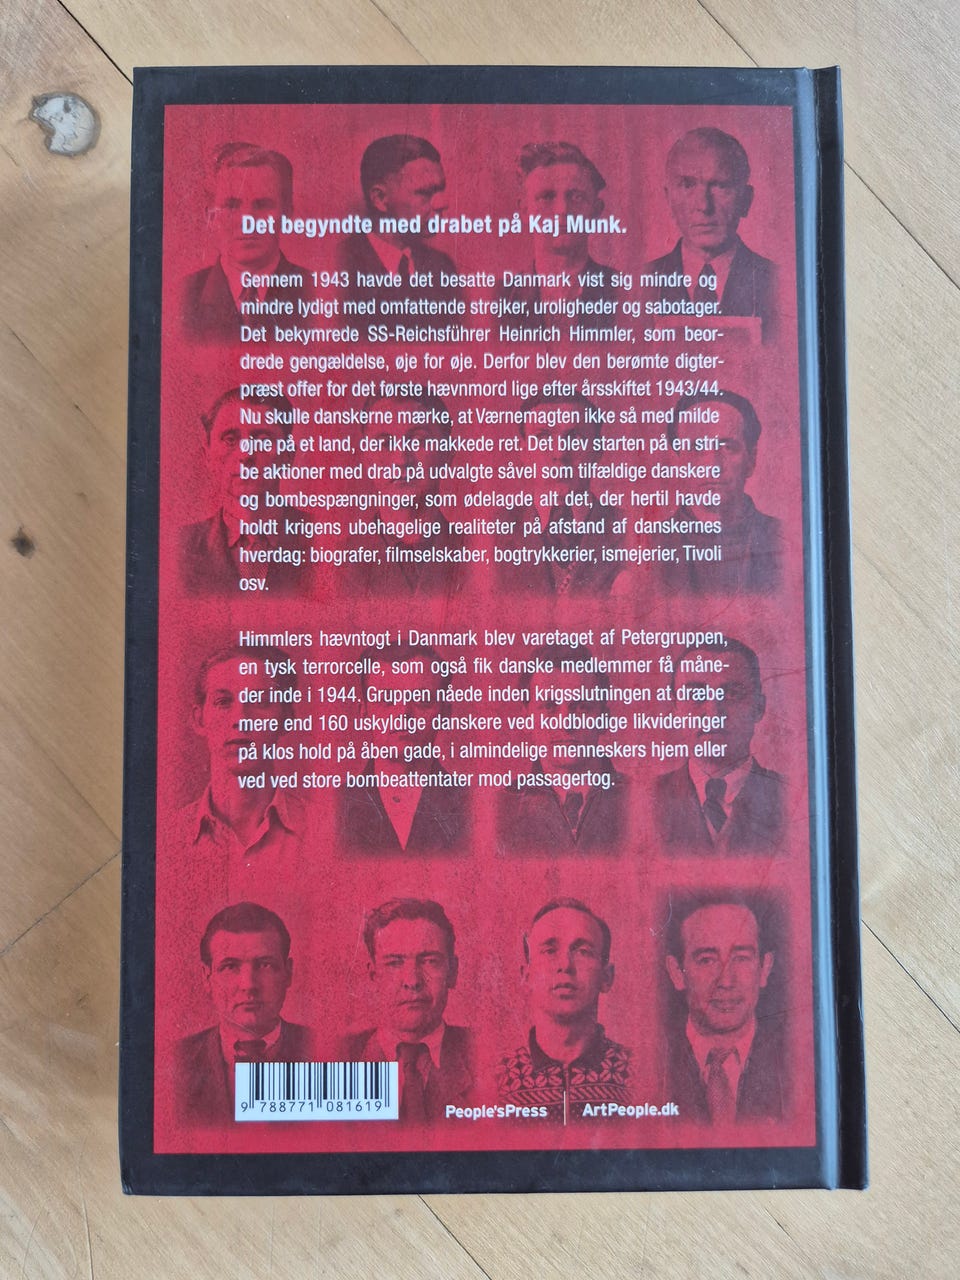 Det begyndte med drabet på Kaj Munk.
Gennem 1943 havde det besatte Danmark vist sig mindre og
mindre lydigt med omfattende strejker, uroligheder og sabotager.
Det bekymrede SS-Reichsführer Heinrich Himmler, som beor-
drede gengældelse, øje for øje. Derfor blev den berømte digter-
præst offer for det første hævnmord lige efter årsskiftet 1943/44.
Nu skulle danskerne mærke, at Værnemagten ikke så med milde
øjne på et land, der ikke makkede ret. Det blev starten på en stri-
be aktioner med drab på udvalgte såvel som tilfældige danskere
og bombespængninger, som ødelagde alt det, der hertil havde
holdt krigens ubehagelige realiteter på afstand af danskernes
hverdag: biografer, filmselskaber, bogtrykkerier, ismejerier, Tivoli
osv.
Himmlers hævntogt i Danmark blev varetaget af Petergruppen,
en tysk terrorcelle, som også fik danske medlemmer få måne-
der inde i 1944. Gruppen nåede inden krigsslutningen at dræbe
mere end 160 uskyldige danskere ved koldblodige likvideringer
på klos hold på åben gade, i almindelige menneskers hjem eller
ved ved store bombeattentater mod passagertog.
9 788771 081619
People'sPress | ArtPeople.dk